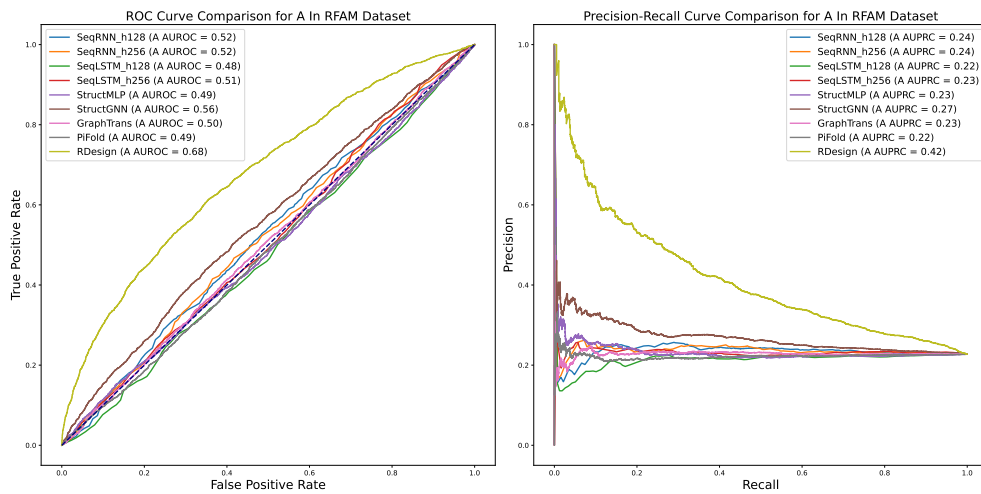 ROC Curve Comparison for A In RFAM Dataset
1.0
0.8
0.6
0.4
0.2
0.0
True Positive Rate
SeqRNN_h128 (A AUROC = 0.52)
SeqRNN_h256 (A AUROC = 0.52)
SeqLSTM_h128 (A AUROC = 0.48)
SeqLSTM_h256 (A AUROC = 0.51)
StructMLP (A AUROC = 0.49)
StructGNN (A AUROC = 0.56)
GraphTrans (A AUROC = 0.50)
PiFold (A AUROC = 0.49)
RDesign (A AUROC = 0.68)
0.0 0.2 0.4 0.6 0.8 1.0
False Positive Rate
Precision-Recall Curve Comparison for A In RFAM Dataset
1.0
0.8
0.6
0.4
0.2
0.0
Precision
SeqRNN_h128 (A AUPRC = 0.24)
SeqRNN_h256 (A AUPRC = 0.24)
SeqLSTM_h128 (A AUPRC = 0.22)
SeqLSTM_h256 (A AUPRC = 0.23)
StructMLP (A AUPRC = 0.23)
StructGNN (A AUPRC = 0.27)
GraphTrans (A AUPRC = 0.23)
PiFold (A AUPRC = 0.22)
RDesign (A AUPRC = 0.42)
0.0 0.2 0.4 0.6 0.8 1.0
Recall